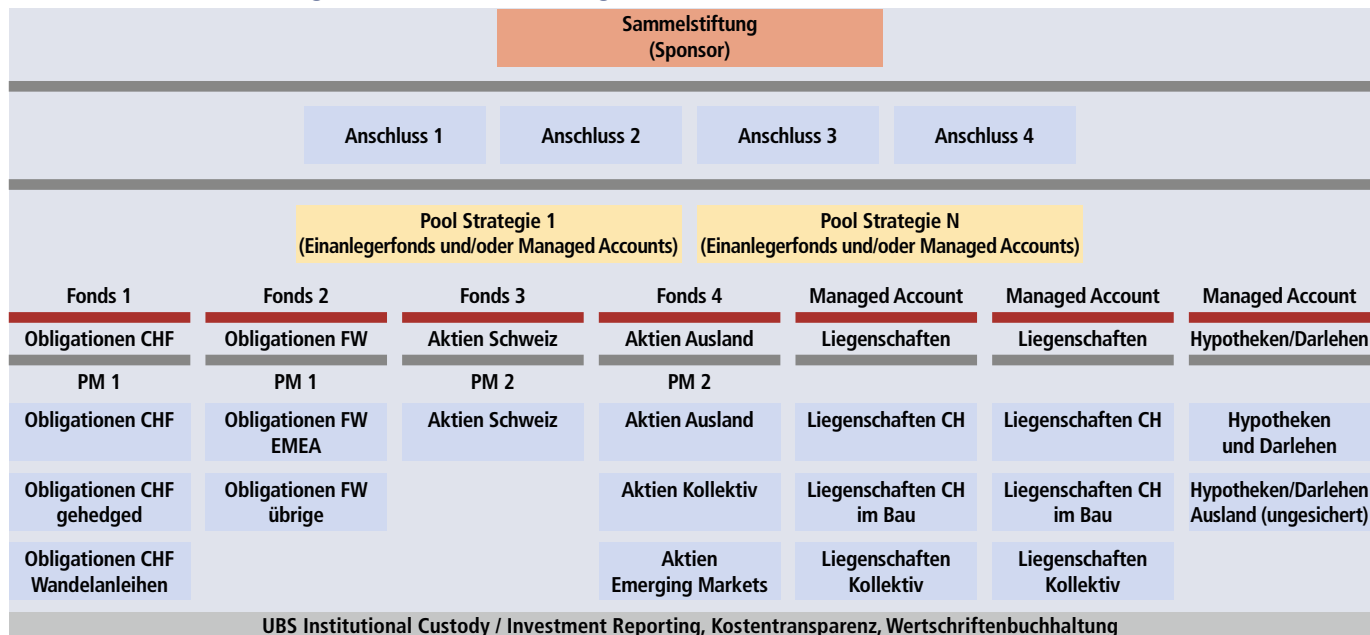 Sammelstiftung
(Sponsor)
Anschluss 1
Anschluss 2
Anschluss 3
Anschluss 4
Pool Strategie 1
(Einanlegerfonds und/oder Managed Accounts)
Pool Strategie N
(Einanlegerfonds und/oder Managed Accounts)
Fonds 1
Fonds 2
Fonds 3
Fonds 4
Managed Account
Managed Account
Managed Account
Obligationen CHF
Obligationen FW
Aktien Schweiz
Aktien Ausland
Liegenschaften
Liegenschaften
Hypotheken/Darlehen
PM 1
PM 1
PM 2
PM 2
Obligationen CHF
Obligationen FW
EMEA
Aktien Schweiz
Aktien Ausland
Liegenschaften CH
Liegenschaften CH
Hypotheken
und Darlehen
Obligationen CHF
gehedged
Obligationen FW
übrige
Aktien Kollektiv
Liegenschaften CH
im Bau
Liegenschaften CH
im Bau
Hypotheken/Darlehen
Ausland (ungesichert)
Obligationen CHF
Wandelanleihen
Aktien
Emerging Markets
Liegenschaften
Kollektiv
Liegenschaften
Kollektiv
UBS Institutional Custody / Investment Reporting, Kostentransparenz, Wertschriftenbuchhaltung